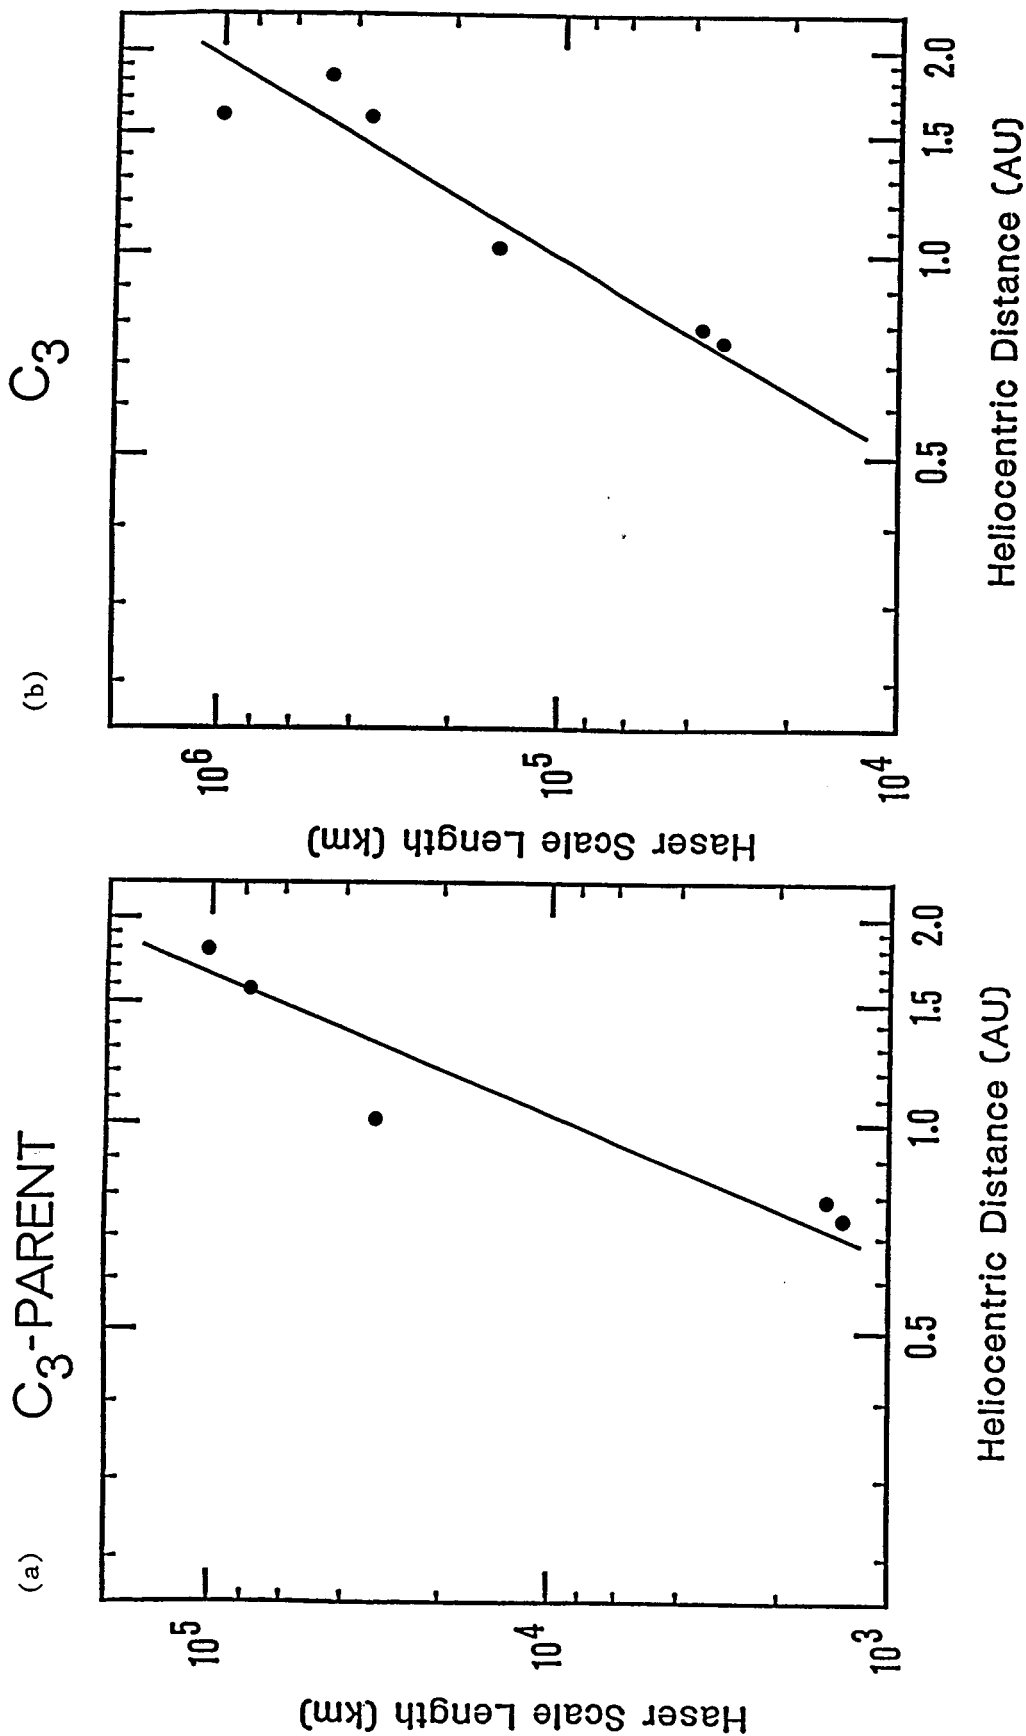 (a)
C3-PARENT
10^5
10^4
10^3
Haser Scale Length (km)
0.5
1.0
1.5
2.0
Heliocentric Distance (AU)
(b)
C3
10^6
10^5
10^4
Haser Scale Length (km)
0.5
1.0
1.5
2.0
Heliocentric Distance (AU)